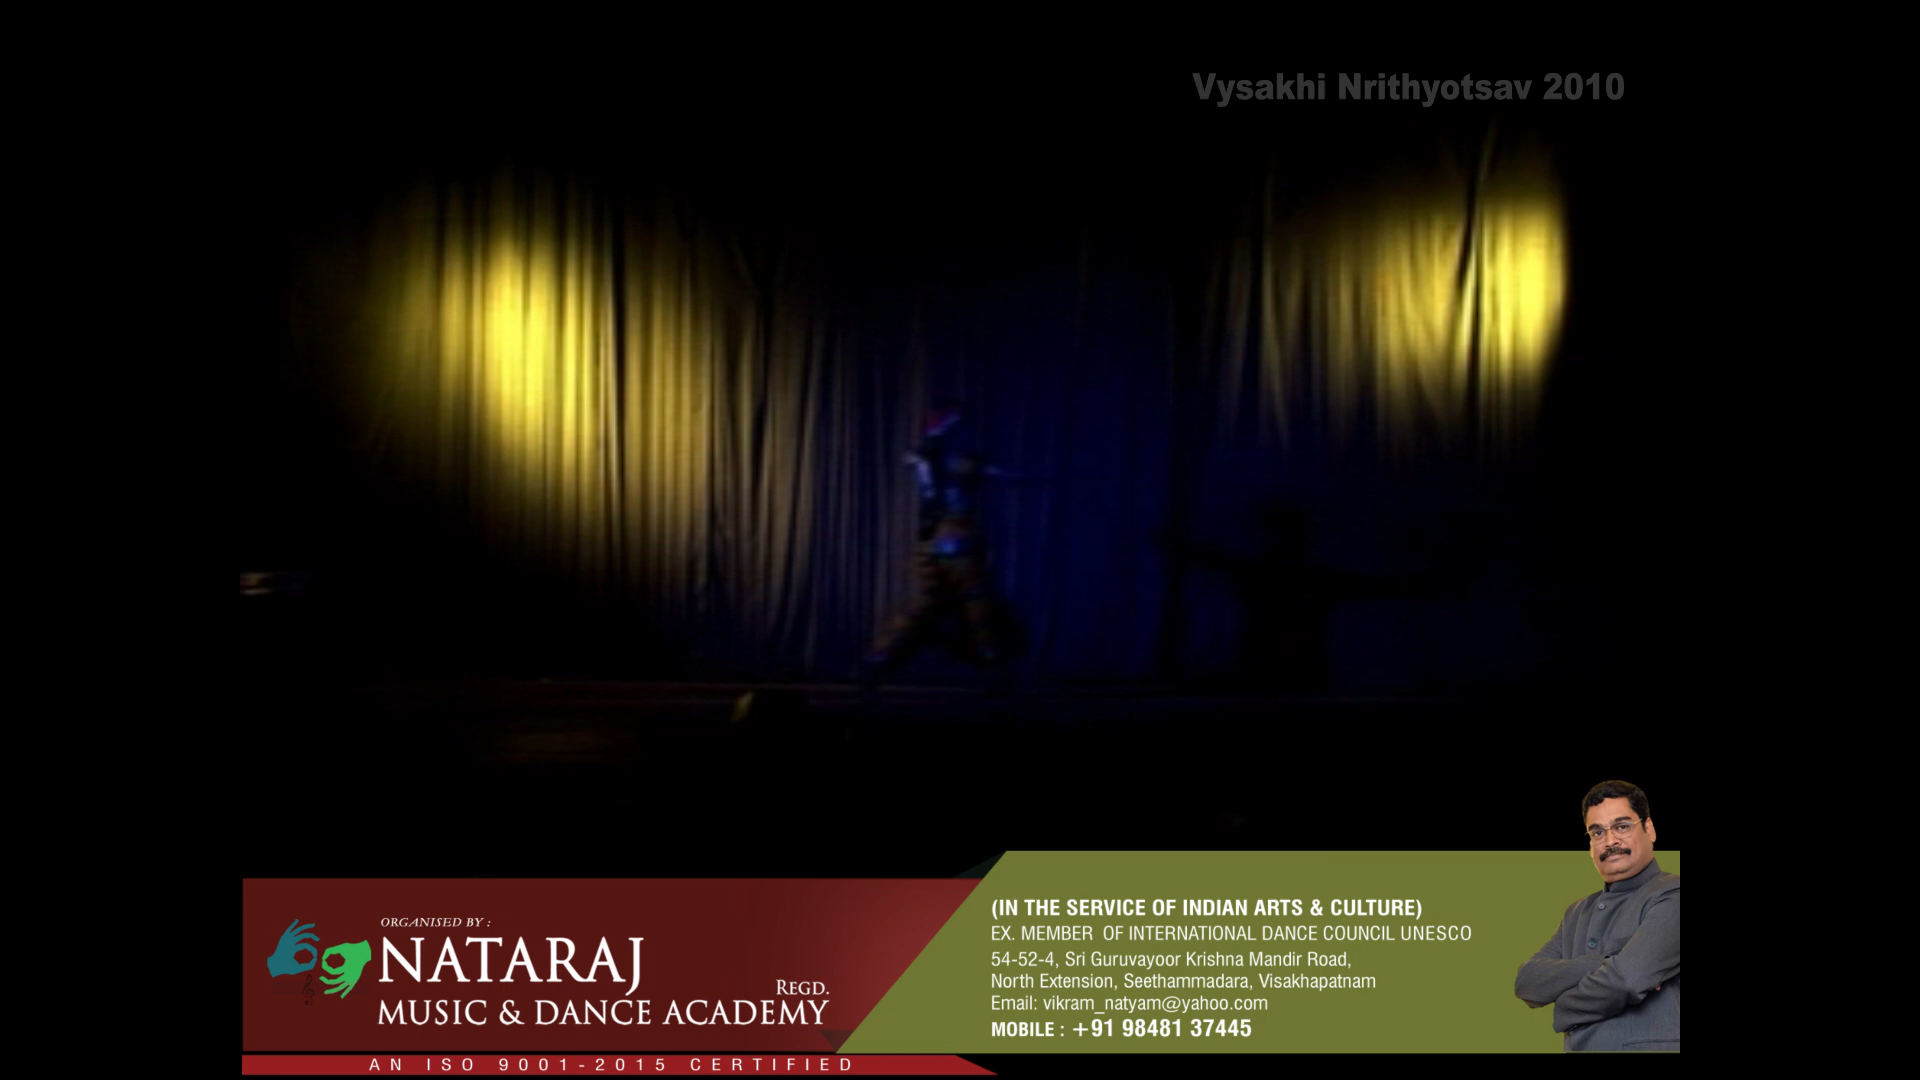 Vysakhi Nrithyotsav 2010
ORGANISED BY :
NATARAJ
REGD.
MUSIC & DANCE ACADEMY
AN ISO 9001-2015 CERTIFIED
(IN THE SERVICE OF INDIAN ARTS & CULTURE)
EX. MEMBER OF INTERNATIONAL DANCE COUNCIL UNESCO
54-52-4, Sri Guruvayoor Krishna Mandir Road,
North Extension, Seethammadara, Visakhapatnam
Email: vikram_natyam@yahoo.com
MOBILE : +91 98481 37445